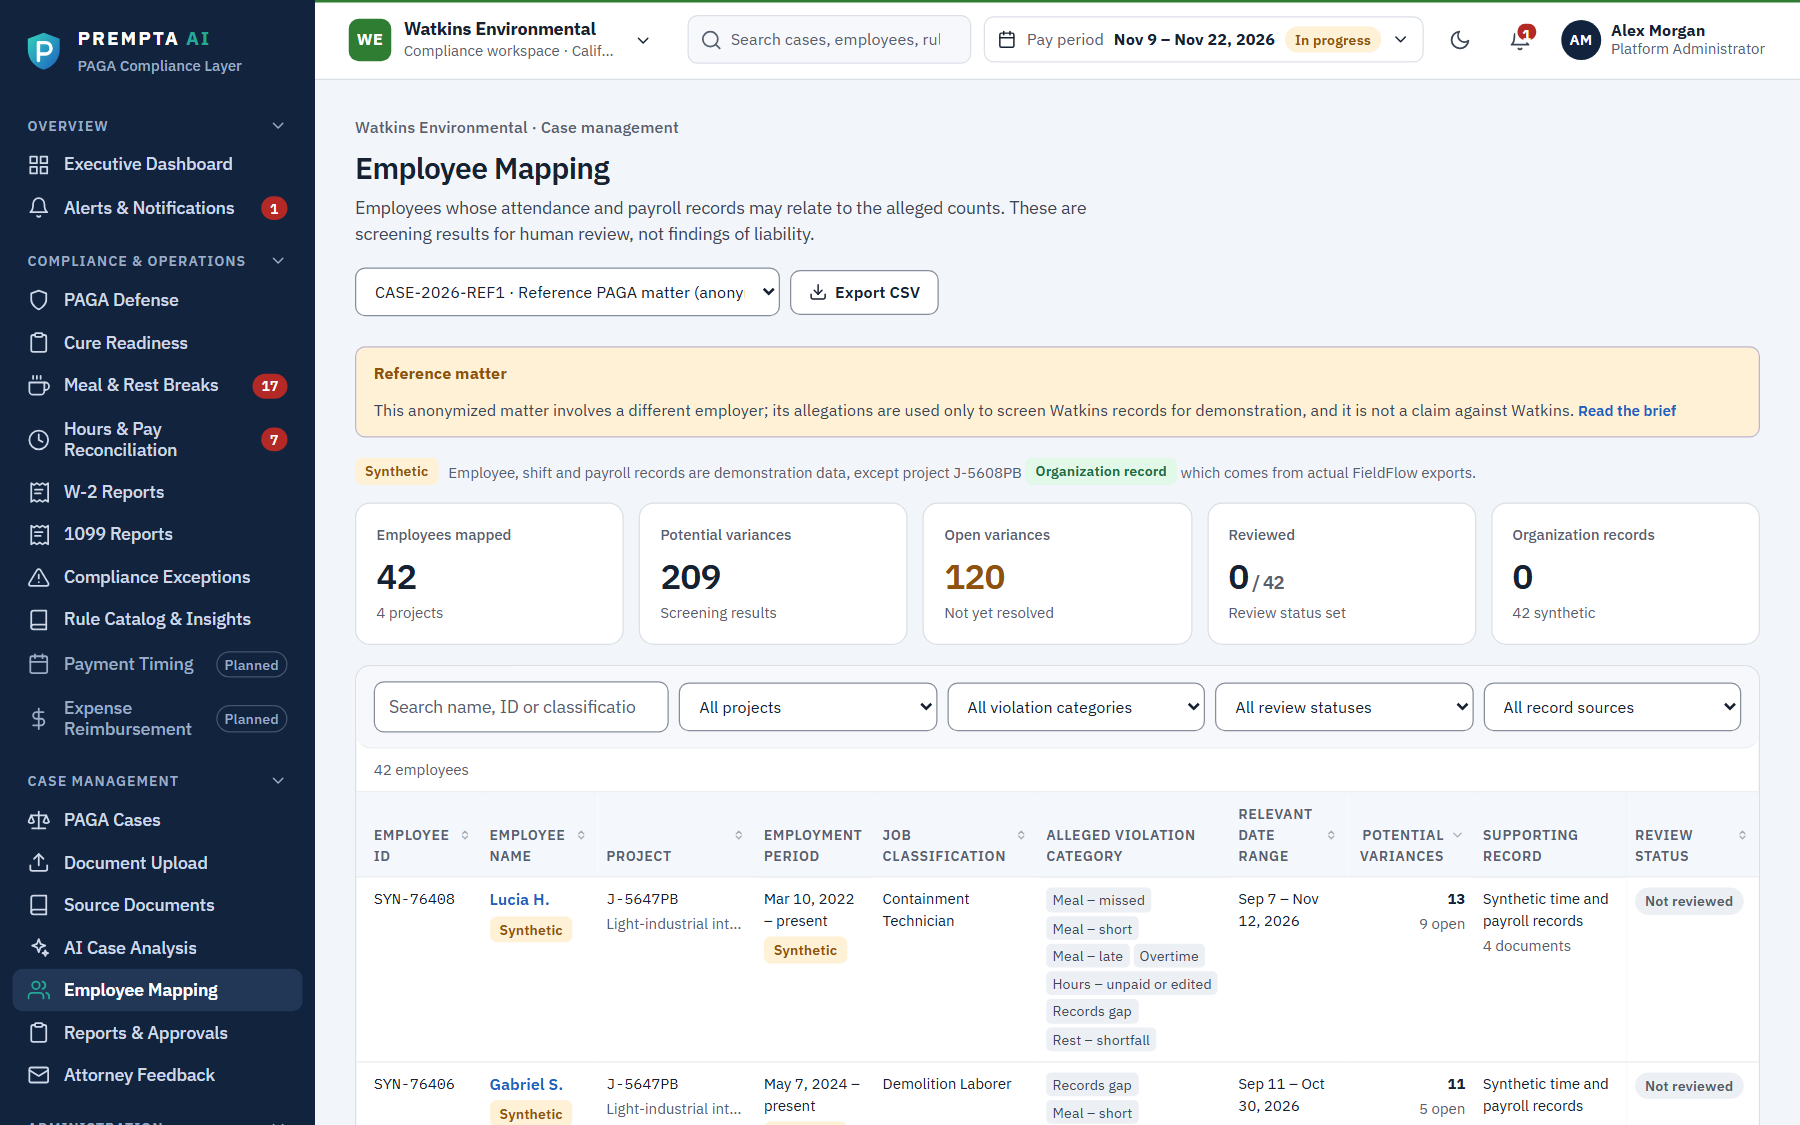 PREMPTA AI
PAGA Compliance Layer
OVERVIEW
Executive Dashboard
Alerts & Notifications 1
COMPLIANCE & OPERATIONS
PAGA Defense
Cure Readiness
Meal & Rest Breaks 17
Hours & Pay
Reconciliation 7
W-2 Reports
1099 Reports
Compliance Exceptions
Rule Catalog & Insights
Payment Timing Planned
Expense
Reimbursement Planned
CASE MANAGEMENT
PAGA Cases
Document Upload
Source Documents
AI Case Analysis
Employee Mapping
Reports & Approvals
Attorney Feedback
WE Watkins Environmental
Compliance workspace · Calif...
Search cases, employees, rul
Pay period Nov 9 – Nov 22, 2026 In progress
1
AM Alex Morgan
Platform Administrator
Watkins Environmental · Case management
Employee Mapping
Employees whose attendance and payroll records may relate to the alleged counts. These are
screening results for human review, not findings of liability.
CASE-2026-REF1 · Reference PAGA matter (anony
Export CSV
Reference matter
This anonymized matter involves a different employer; its allegations are used only to screen Watkins records for demonstration, and it is not a claim against Watkins. Read the brief
Synthetic Employee, shift and payroll records are demonstration data, except project J-5608PB Organization record which comes from actual FieldFlow exports.
Employees mapped
42
4 projects
Potential variances
209
Screening results
Open variances
120
Not yet resolved
Reviewed
0 / 42
Review status set
Organization records
0
42 synthetic
Search name, ID or classificatio
All projects
All violation categories
All review statuses
All record sources
42 employees
EMPLOYEE ID
EMPLOYEE NAME
PROJECT
EMPLOYMENT PERIOD
JOB CLASSIFICATION
ALLEGED VIOLATION CATEGORY
RELEVANT DATE RANGE
POTENTIAL VARIANCES
SUPPORTING RECORD
REVIEW STATUS
SYN-76408
Lucia H.
Synthetic
J-5647PB
Light-industrial int...
Mar 10, 2022
– present
Synthetic
Containment
Technician
Meal – missed
Meal – short
Meal – late Overtime
Hours – unpaid or edited
Records gap
Rest – shortfall
Sep 7 – Nov
12, 2026
13
9 open
Synthetic time and
payroll records
4 documents
Not reviewed
SYN-76406
Gabriel S.
Synthetic
J-5647PB
Light-industrial int...
May 7, 2024 –
present
Demolition Laborer
Records gap
Meal – short
Sep 11 – Oct
30, 2026
11
5 open
Synthetic time and
payroll records
Not reviewed